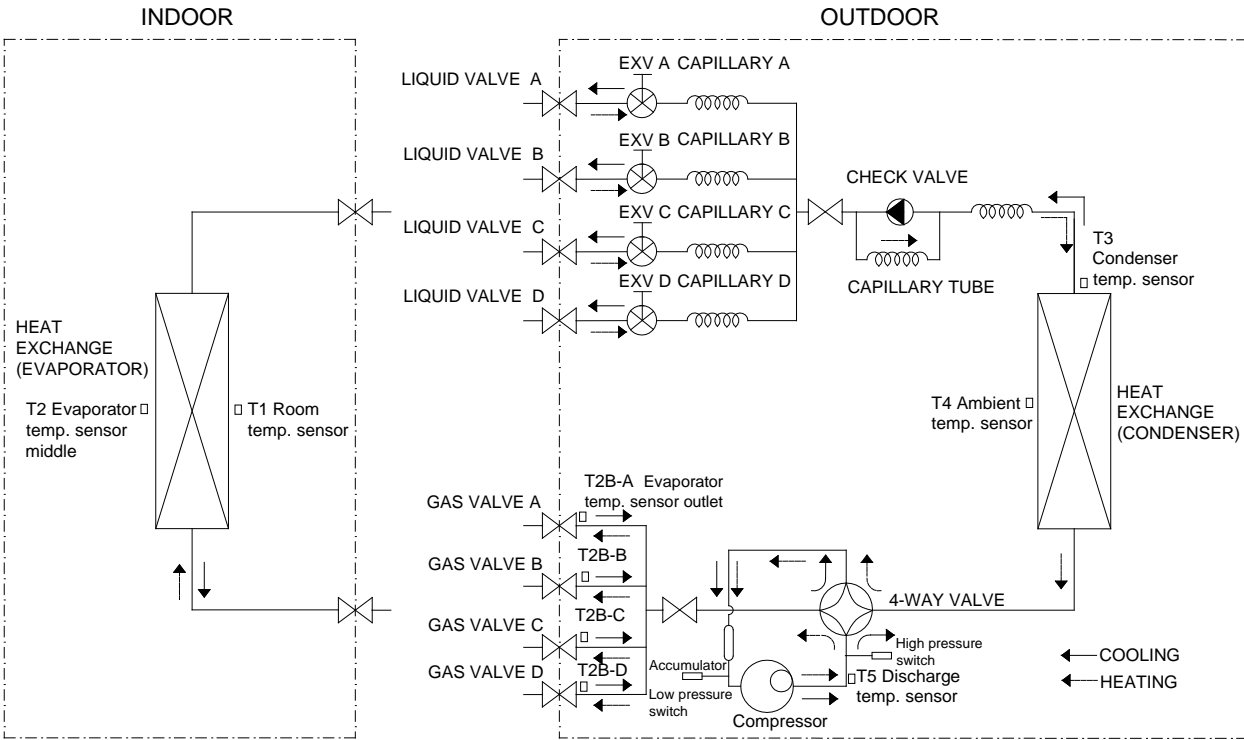 INDOOR
OUTDOOR
LIQUID VALVE A
EXV A CAPILLARY A
LIQUID VALVE B
EXV B CAPILLARY B
LIQUID VALVE C
EXV C CAPILLARY C
LIQUID VALVE D
EXV D CAPILLARY D
CHECK VALVE
CAPILLARY TUBE
T3
Condenser
temp. sensor
HEAT
EXCHANGE
(EVAPORATOR)
T2 Evaporator
temp. sensor
middle
T1 Room
temp. sensor
T4 Ambient
temp. sensor
HEAT
EXCHANGE
(CONDENSER)
T2B-A Evaporator
temp. sensor outlet
GAS VALVE A
T2B-B
GAS VALVE B
T2B-C
GAS VALVE C
T2B-D
GAS VALVE D
4-WAY VALVE
High pressure
switch
Accumulator
Low pressure
switch
Compressor
T5 Discharge
temp. sensor
COOLING
HEATING